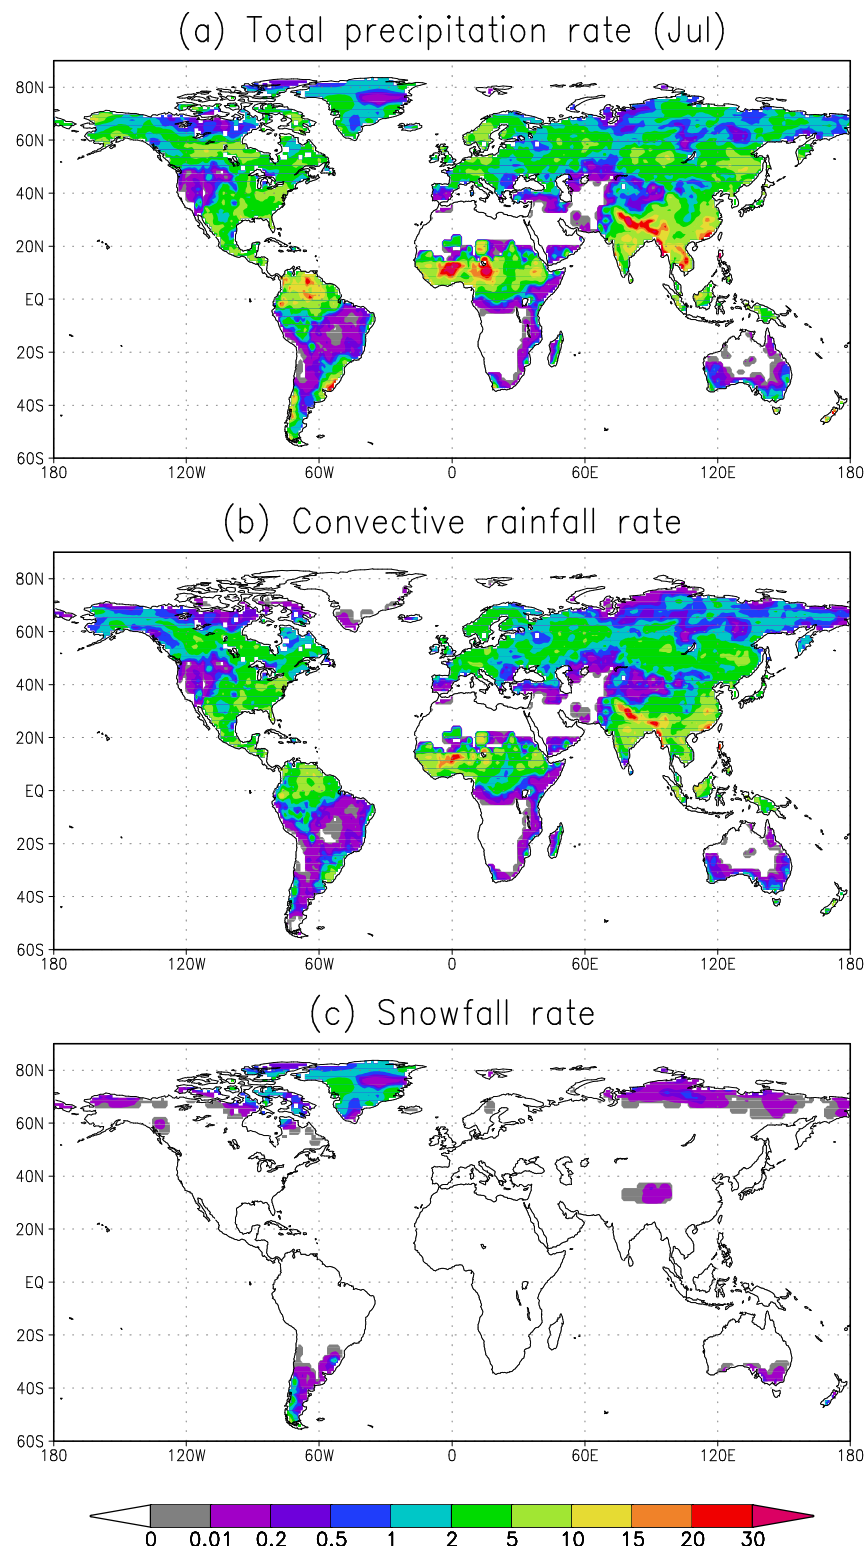 (a) Total precipitation rate (Jul)
80N
60N
40N
20N
EQ
20S
40S
60S
180 120W 60W 0 60E 120E 180
(b) Convective rainfall rate
80N
60N
40N
20N
EQ
20S
40S
60S
180 120W 60W 0 60E 120E 180
(c) Snowfall rate
80N
60N
40N
20N
EQ
20S
40S
60S
180 120W 60W 0 60E 120E 180
0 0.01 0.2 0.5 1 2 5 10 15 20 30